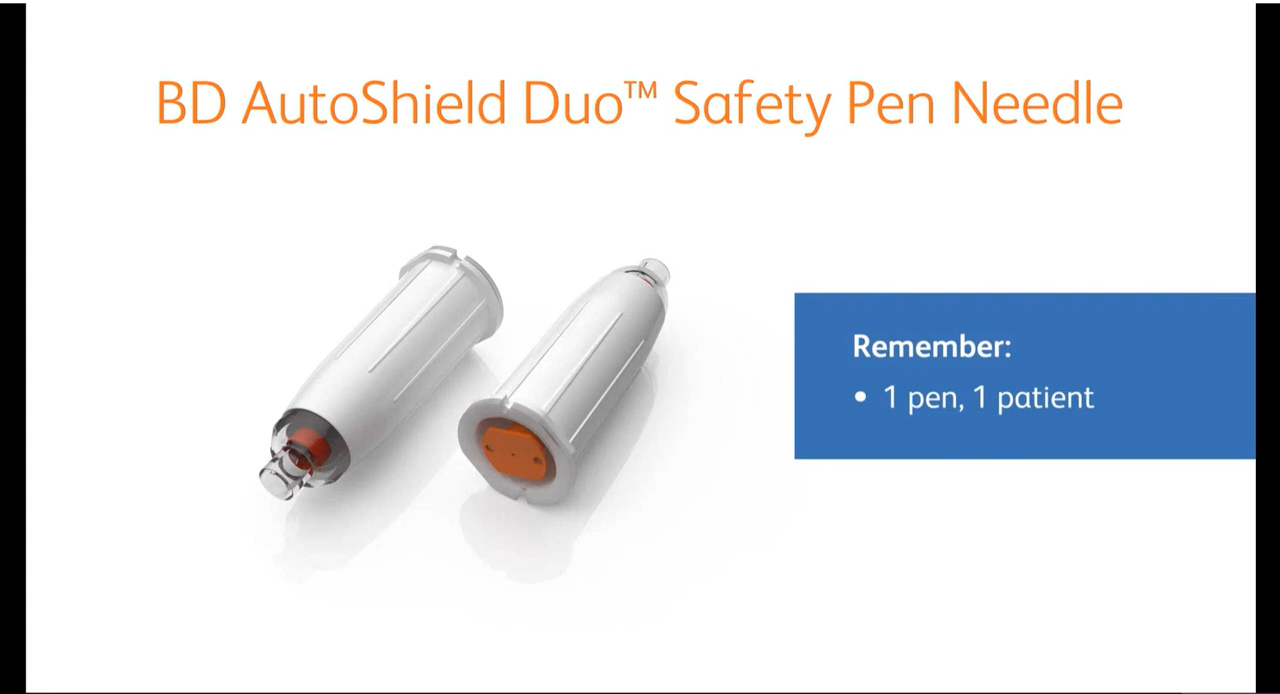 BD AutoShield Duo™ Safety Pen Needle
Remember:
• 1 pen, 1 patient